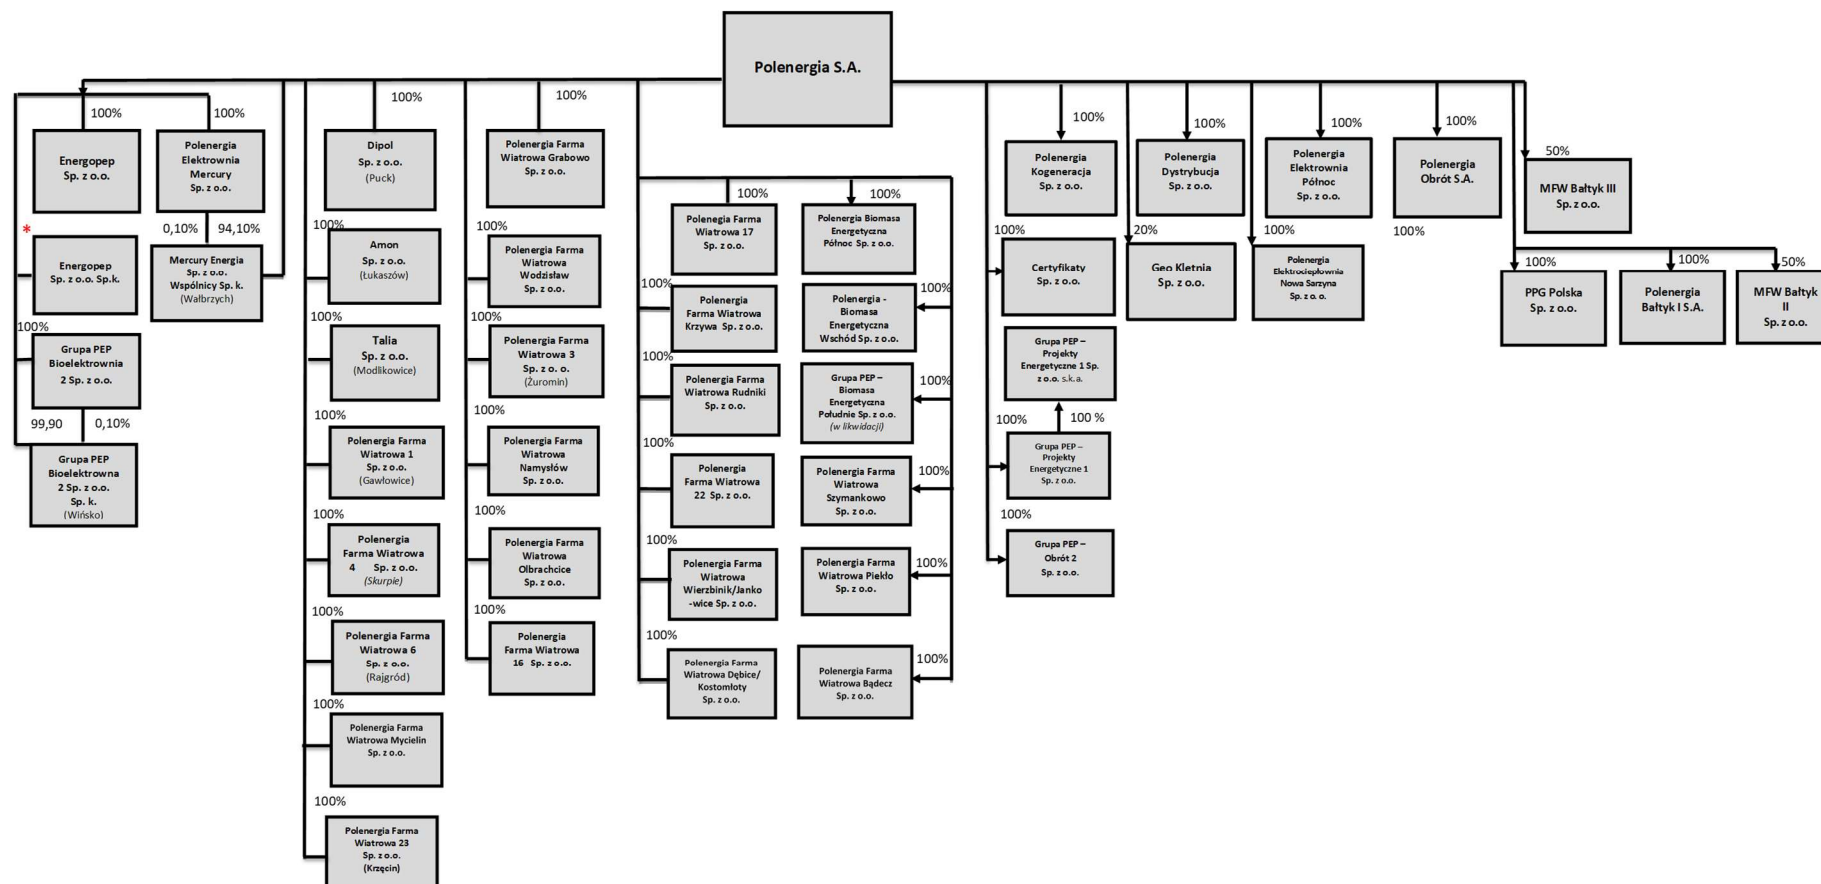 Polenergia S.A.
100%
Energopep
Sp. z o.o.
100%
Polenergia
Elektrownia
Mercury
Sp. z o.o.
*
Energopep
Sp. z o.o. Sp.k.
0,10%
94,10%
Mercury Energia
Sp. z o.o.
Wspólnicy Sp. k.
(Wałbrzych)
100%
Grupa PEP
Bioelektrownia
2 Sp. z o.o.
99,90
0,10%
Grupa PEP
Bioelektrowna
2 Sp. z o.o.
Sp. k.
(Wińsko)
100%
Dipol
Sp. z o.o.
(Puck)
100%
Amon
Sp. z o.o.
(Łukaszów)
100%
Talia
Sp. z o.o.
(Modlikowice)
100%
Polenergia Farma
Wiatrowa 1
Sp. z o.o.
(Gawłowice)
100%
Polenergia
Farma Wiatrowa
4 Sp. z o.o.
(Skurpie)
100%
Polenergia Farma
Wiatrowa 6
Sp. z o.o.
(Rajgród)
100%
Polenergia Farma
Wiatrowa Mycielin
Sp. z o.o.
100%
Polenergia Farma
Wiatrowa 23
Sp. z o.o.
(Krzęcin)
100%
Polenergia Farma
Wiatrowa Grabowo
Sp. z o.o.
100%
Polenergia Farma
Wiatrowa
Wodzisław
Sp. z o.o.
100%
Polenergia Farma
Wiatrowa 3
Sp. z o. o.
(Żuromin)
100%
Polenergia Farma
Wiatrowa
Namysłów
Sp. z o.o.
100%
Polenergia Farma
Wiatrowa
Olbrachcice
Sp. z o.o.
100%
Polenergia
Farma Wiatrowa
16 Sp. z o.o.
100%
Polenegia Farma
Wiatrowa 17
Sp. z o.o.
100%
Polenergia
Farma Wiatrowa
Krzywa Sp. z o.o.
100%
Polenergia Farma
Wiatrowa Rudniki
Sp. z o.o.
100%
Polenergia
Farma Wiatrowa
22 Sp. z o.o.
100%
Polenergia Farma
Wiatrowa
Wierzbinik/Janko
-wice Sp. z o.o.
100%
Polenergia Farma
Wiatrowa Dębice/
Kostomłoty
Sp. z o.o.
100%
Polenergia Biomasa
Energetyczna
Północ Sp. z o.o.
100%
Polenergia -
Biomasa
Energetyczna
Wschód Sp. z o.o.
100%
Grupa PEP –
Biomasa
Energetyczna
Południe Sp. z o.o.
(w likwidacji)
100%
Polenergia Farma
Wiatrowa
Szymankowo
Sp. z o.o.
100%
Polenergia Farma
Wiatrowa Piekło
Sp. z o.o.
100%
Polenergia Farma
Wiatrowa Bądecz
Sp. z o.o.
100%
Polenergia
Kogeneracja
Sp. z o.o.
100%
Certyfikaty
Sp. z o.o.
Grupa PEP –
Projekty
Energetyczne 1 Sp.
z o.o. s.k.a.
100%
100 %
Grupa PEP –
Projekty
Energetyczne 1
Sp. z o.o.
100%
Grupa PEP –
Obrót 2
Sp. z o.o.
100%
Polenergia
Dystrybucja
Sp. z o.o.
20%
Geo Kletnia
Sp. z o.o.
100%
Polenergia
Elektrownia
Północ
Sp. z o.o.
100%
Polenergia
Elektrociepłownia
Nowa Sarzyna
Sp. z o. o.
100%
Polenergia
Obrót S.A.
100%
50%
MFW Bałtyk III
Sp. z o.o.
100%
PPG Polska
Sp. z o.o.
100%
Polenergia
Bałtyk I S.A.
50%
MFW Bałtyk
II
Sp. z o.o.